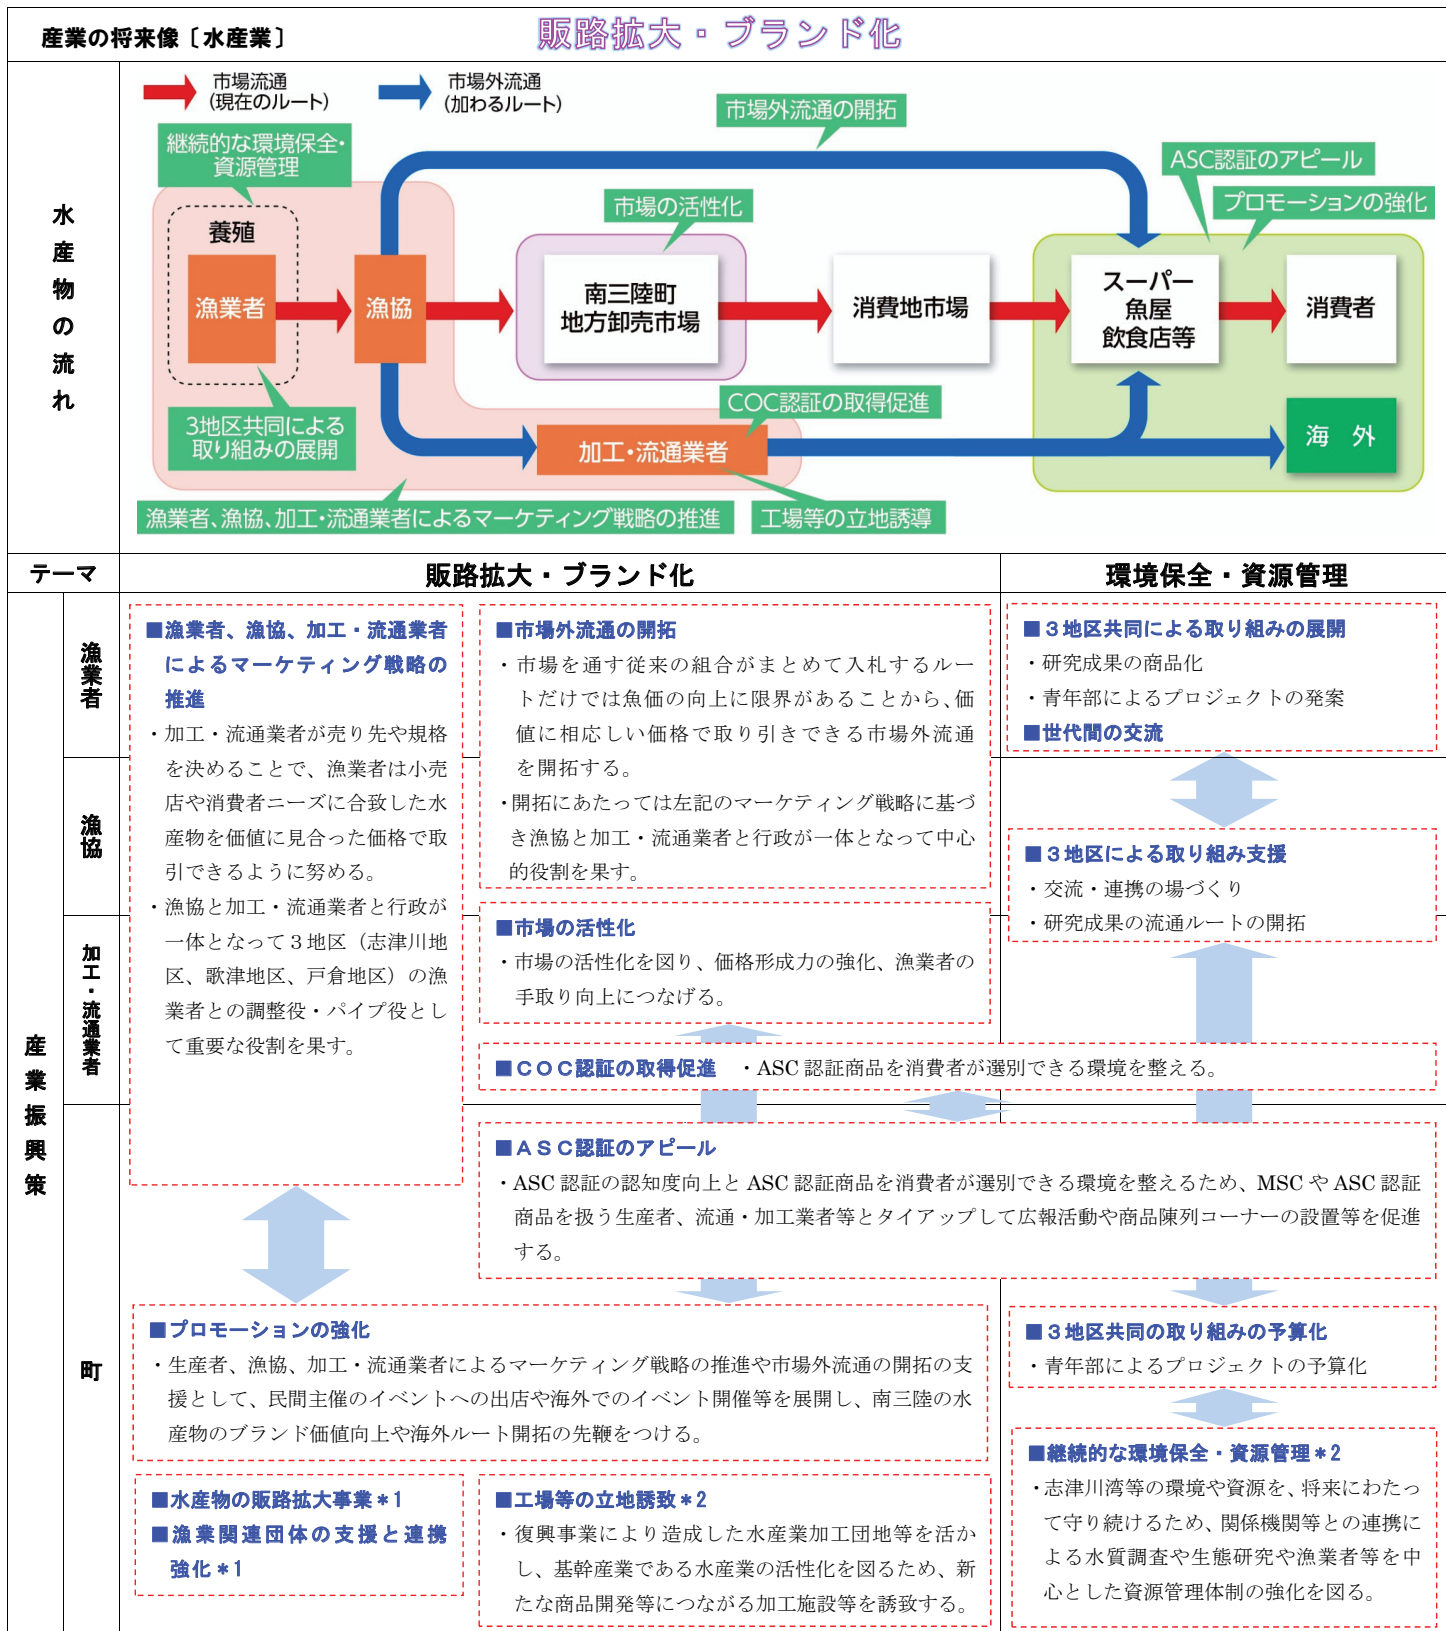 産業の将来像〔水産業〕
販路拡大・ブランド化
水産物の流れ
市場流通
(現在のルート)
市場外流通
(加わるルート)
市場外流通の開拓
継続的な環境保全・
資源管理
ASC認証のアピール
プロモーションの強化
市場の活性化
養殖
漁業者
漁協
南三陸町
地方卸売市場
消費地市場
スーパー
魚屋
飲食店等
消費者
3地区共同による
取り組みの展開
COC認証の取得促進
加工・流通業者
海 外
漁業者、漁協、加工・流通業者によるマーケティング戦略の推進
工場等の立地誘導
テーマ
販路拡大・ブランド化
環境保全・資源管理
産業振興策
漁業者
漁協
加工・流通業者
町
■漁業者、漁協、加工・流通業者
によるマーケティング戦略の
推進
・加工・流通業者が売り先や規格
を決めることで、漁業者は小売
店や消費者ニーズに合致した水
産物を価値に見合った価格で取
引できるように努める。
・漁協と加工・流通業者と行政が
一体となって３地区（志津川地
区、歌津地区、戸倉地区）の漁
業者との調整役・パイプ役とし
て重要な役割を果す。
■市場外流通の開拓
・市場を通す従来の組合がまとめて入札するルー
トだけでは魚価の向上に限界があることから、価
値に相応しい価格で取り引きできる市場外流通
を開拓する。
・開拓にあたっては左記のマーケティング戦略に基づ
き漁協と加工・流通業者と行政が一体となって中心
的役割を果す。
■市場の活性化
・市場の活性化を図り、価格形成力の強化、漁業者の
手取り向上につなげる。
■３地区共同による取り組みの展開
・研究成果の商品化
・青年部によるプロジェクトの発案
■世代間の交流
■３地区による取り組み支援
・交流・連携の場づくり
・研究成果の流通ルートの開拓
■ＣＯＣ認証の取得促進 ・ASC 認証商品を消費者が選別できる環境を整える。
■ＡＳＣ認証のアピール
・ASC 認証の認知度向上と ASC 認証商品を消費者が選別できる環境を整えるため、MSC や ASC 認証
商品を扱う生産者、流通・加工業者等とタイアップして広報活動や商品陳列コーナーの設置等を促進
する。
■プロモーションの強化
・生産者、漁協、加工・流通業者によるマーケティング戦略の推進や市場外流通の開拓の支
援として、民間主催のイベントへの出店や海外でのイベント開催等を展開し、南三陸の水
産物のブランド価値向上や海外ルート開拓の先鞭をつける。
■３地区共同の取り組みの予算化
・青年部によるプロジェクトの予算化
■水産物の販路拡大事業＊1
■漁業関連団体の支援と連携
強化＊1
■工場等の立地誘致＊2
・復興事業により造成した水産業加工団地等を活か
し、基幹産業である水産業の活性化を図るため、新
たな商品開発等につながる加工施設等を誘致する。
■継続的な環境保全・資源管理＊2
・志津川湾等の環境や資源を、将来にわたっ
て守り続けるため、関係機関等との連携に
よる水質調査や生態研究や漁業者等を中
心とした資源管理体制の強化を図る。